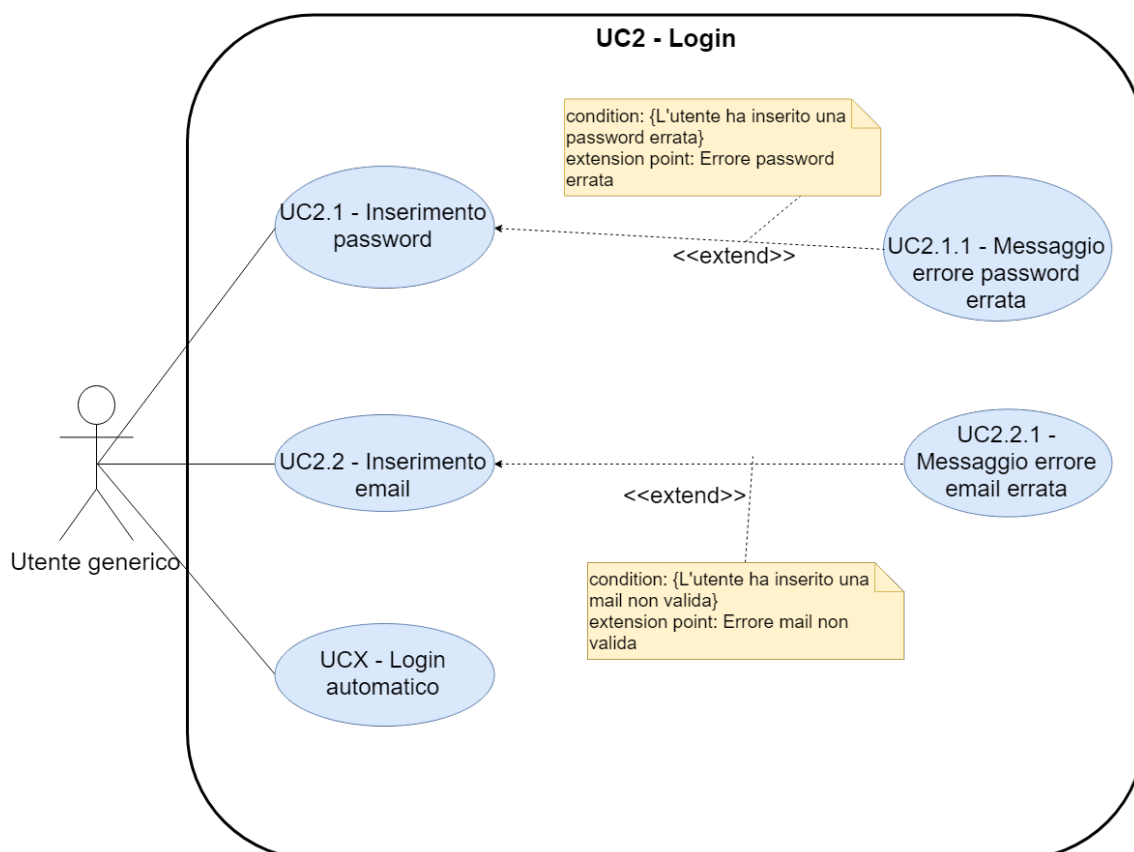 UC2 - Login
condition: {L'utente ha inserito una
password errata}
extension point: Errore password
errata
UC2.1 - Inserimento
password
<<extend>>
UC2.1.1 - Messaggio
errore password
errata
UC2.2 - Inserimento
email
<<extend>>
UC2.2.1 -
Messaggio errore
email errata
Utente generico
condition: {L'utente ha inserito una
mail non valida}
extension point: Errore mail non
valida
UCX - Login
automatico